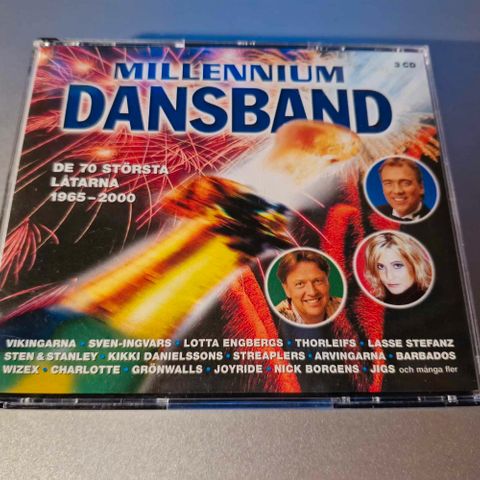 MILLENNIUM
3 CD
DANSBAND
DE 70 STÖRSTA
LÅTARNA
1965-2000
VIKINGARNA • SVEN-INGVARS • LOTTA ENGBERGS • THORLEIFS • LASSE STEFANZ
STEN & STANLEY • KIKKI DANIELSSONS • STREAPLERS • ARVINGARNA • BARBADOS
WIZEX • CHARLOTTE • GRÖNWALLS • JOYRIDE • NICK BORGENS • JIGS och många fler